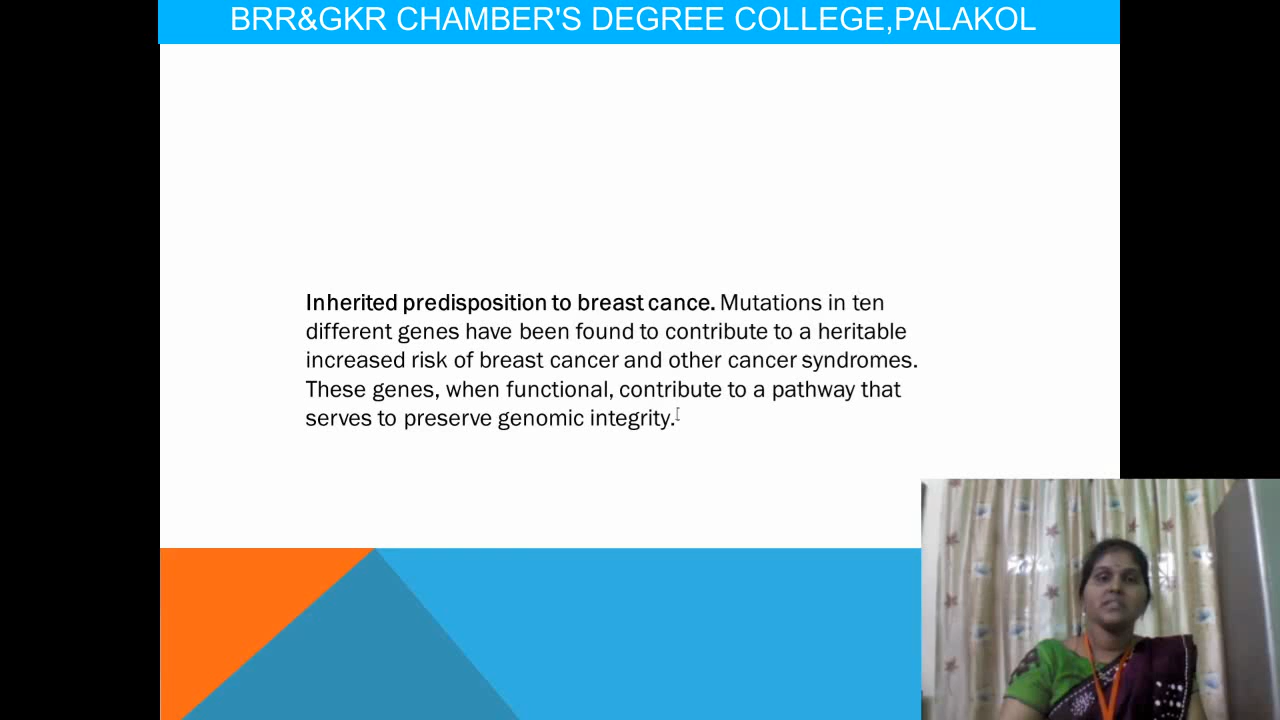 BRR&GKR CHAMBER'S DEGREE COLLEGE,PALAKOL
Inherited predisposition to breast cance. Mutations in ten
different genes have been found to contribute to a heritable
increased risk of breast cancer and other cancer syndromes.
These genes, when functional, contribute to a pathway that
serves to preserve genomic integrity.[